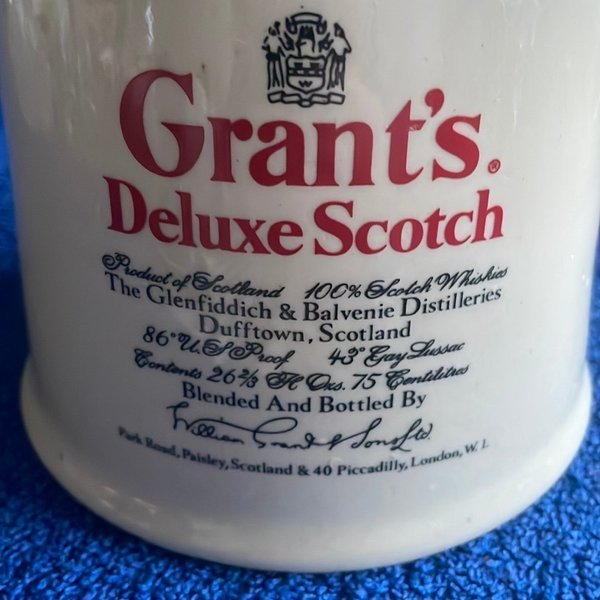 Grant's.®
Deluxe Scotch
Product of Scotland 100% Scotch Whiskies
The Glenfiddich & Balvenie Distilleries
Dufftown, Scotland
86° U.S Proof 43° Gay Lussac
Contents 26⅔ Fl Ozs. 75 Centilitres
Blended And Bottled By
William Grant & Sons Ltd.
Park Road, Paisley, Scotland & 40 Piccadilly, London, W. 1.